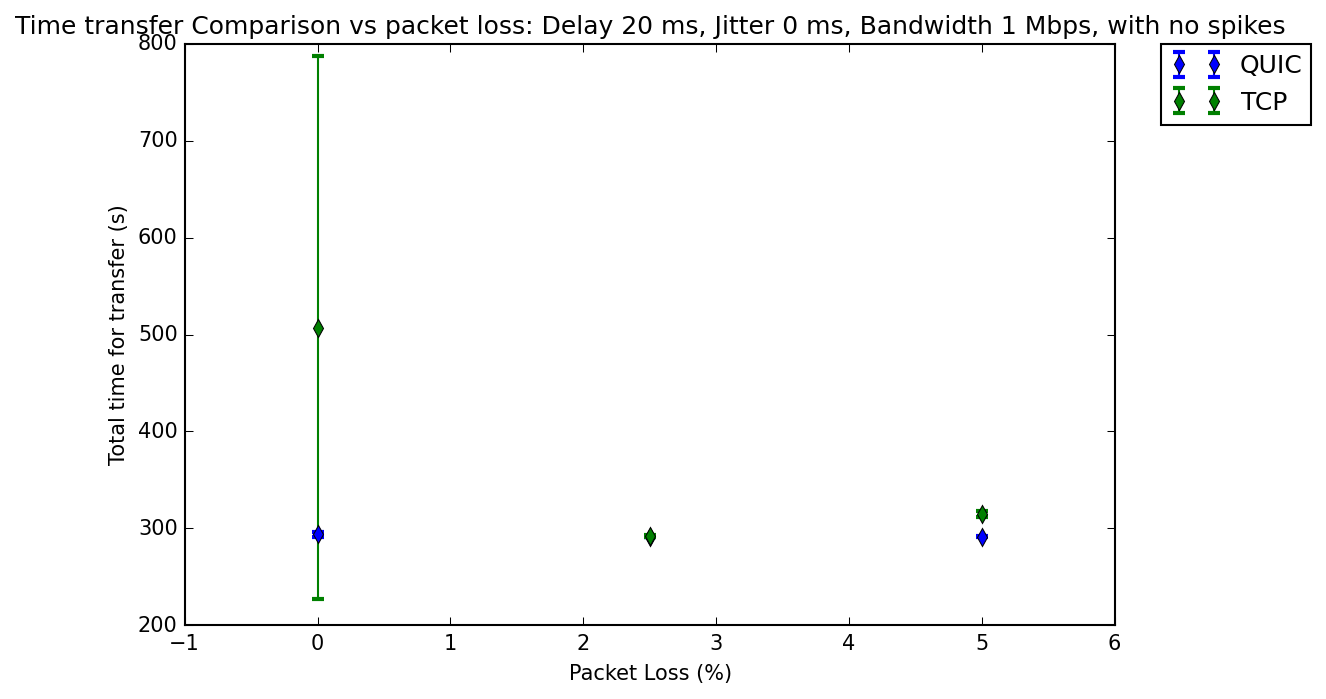 Time transfer Comparison vs packet loss: Delay 20 ms, Jitter 0 ms, Bandwidth 1 Mbps, with no spikes
QUIC
TCP
800
700
600
500
400
300
200
Total time for transfer (s)
−1 0 1 2 3 4 5 6
Packet Loss (%)